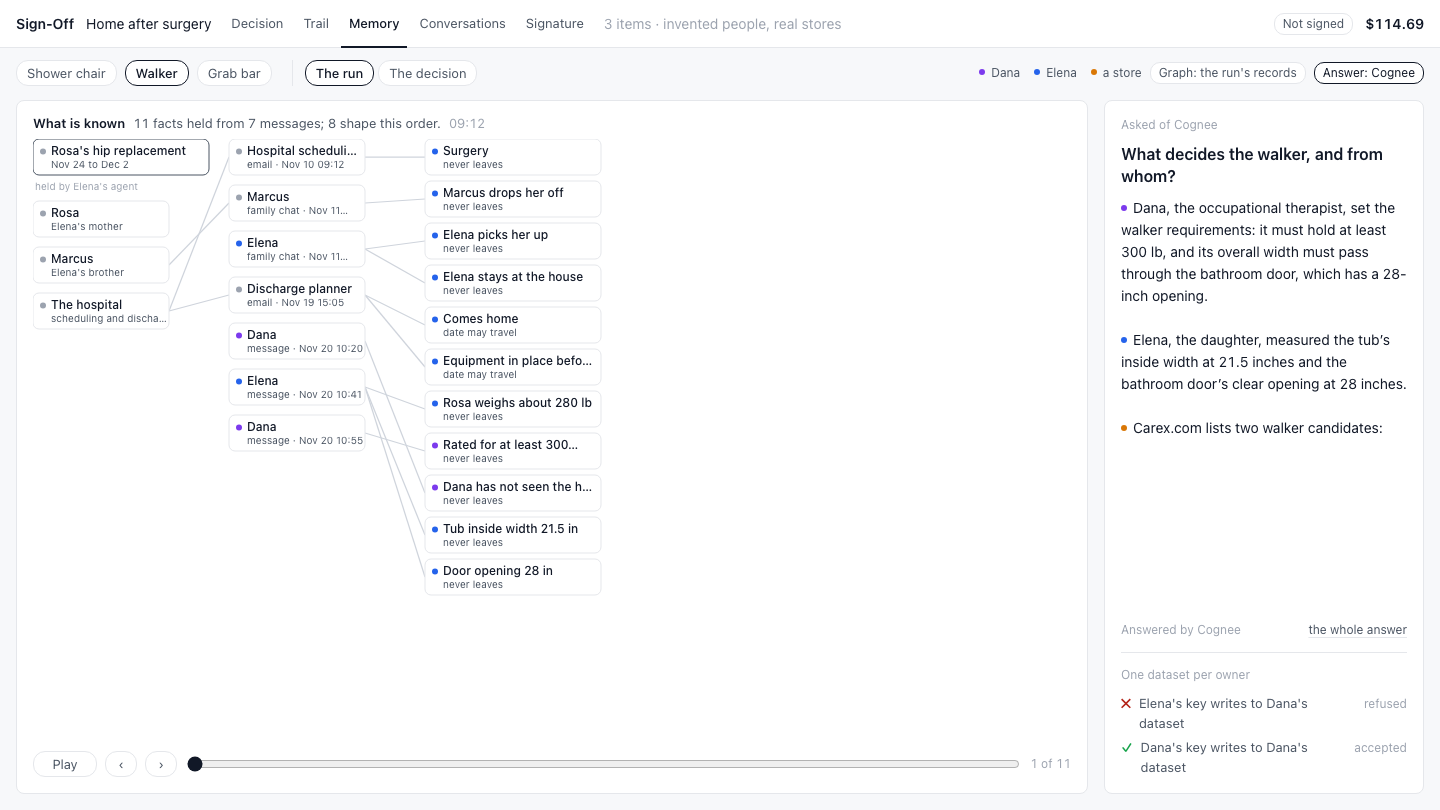 Sign-Off Home after surgery Decision Trail Memory Conversations Signature 3 items · invented people, real stores Not signed $114.69
Shower chair Walker Grab bar The run The decision Dana Elena a store Graph: the run's records Answer: Cognee
What is known 11 facts held from 7 messages; 8 shape this order. 09:12
Rosa's hip replacement
Nov 24 to Dec 2
held by Elena's agent
Rosa
Elena's mother
Marcus
Elena's brother
The hospital
scheduling and discha...
Hospital scheduli...
email · Nov 10 09:12
Marcus
family chat · Nov 11...
Elena
family chat · Nov 11...
Discharge planner
email · Nov 19 15:05
Dana
message · Nov 20 10:20
Elena
message · Nov 20 10:41
Dana
message · Nov 20 10:55
Surgery
never leaves
Marcus drops her off
never leaves
Elena picks her up
never leaves
Elena stays at the house
never leaves
Comes home
date may travel
Equipment in place befo...
date may travel
Rosa weighs about 280 lb
never leaves
Rated for at least 300...
never leaves
Dana has not seen the h...
never leaves
Tub inside width 21.5 in
never leaves
Door opening 28 in
never leaves
Play ‹ › 1 of 11
Asked of Cognee
What decides the walker, and from
whom?
Dana, the occupational therapist, set the
walker requirements: it must hold at least
300 lb, and its overall width must pass
through the bathroom door, which has a 28-
inch opening.
Elena, the daughter, measured the tub’s
inside width at 21.5 inches and the
bathroom door’s clear opening at 28 inches.
Carex.com lists two walker candidates:
Answered by Cognee the whole answer
One dataset per owner
Elena's key writes to Dana's refused
dataset
Dana's key writes to Dana's accepted
dataset